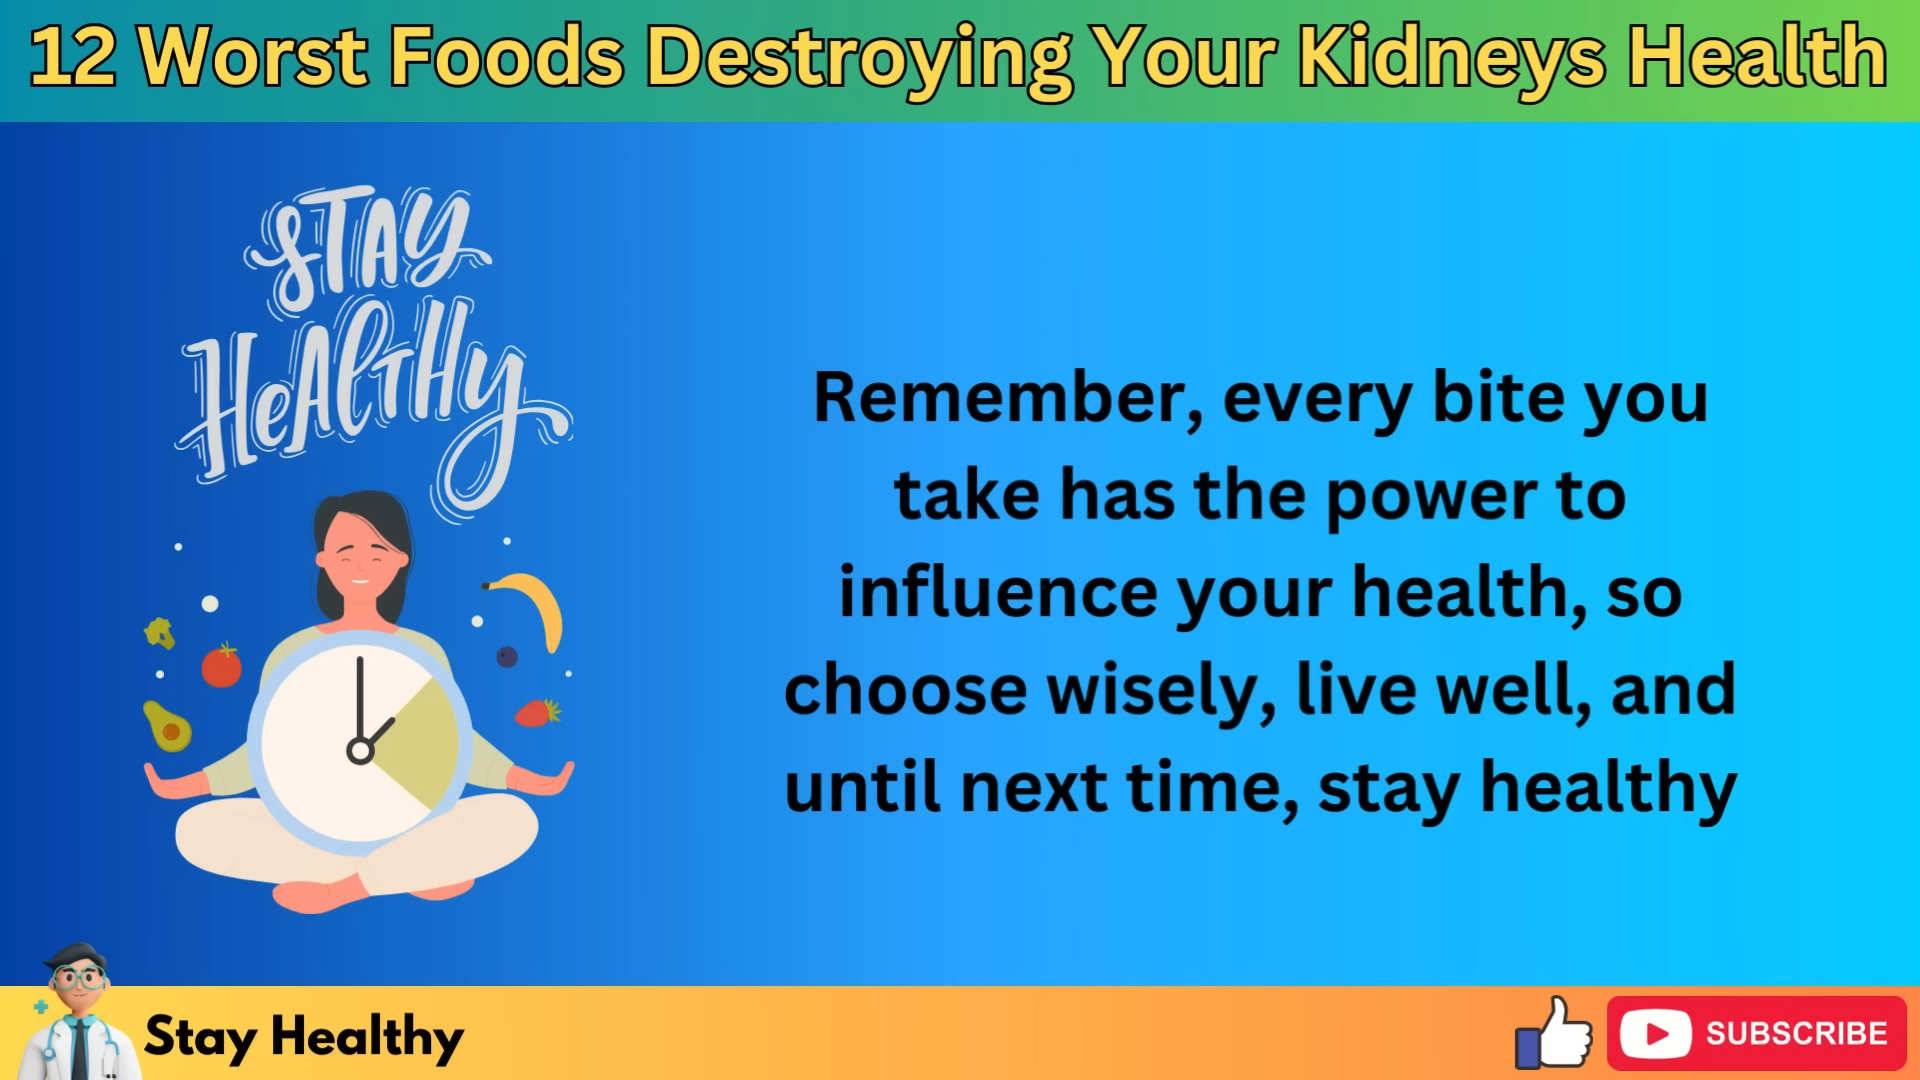 12 Worst Foods Destroying Your Kidneys Health
STAY
HeALTHy
Remember, every bite you
take has the power to
influence your health, so
choose wisely, live well, and
until next time, stay healthy
Stay Healthy
SUBSCRIBE